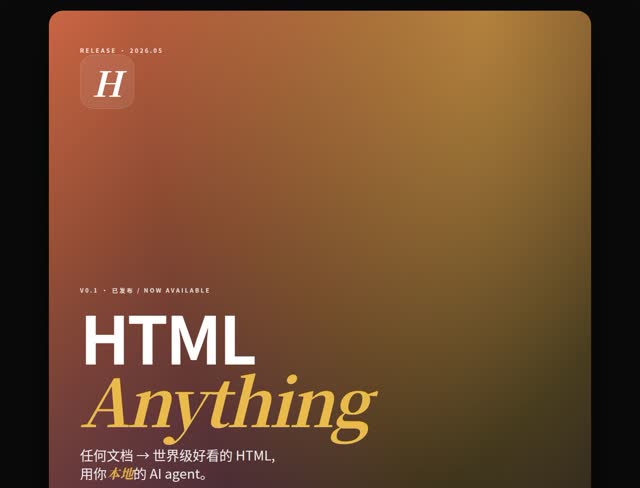 RELEASE · 2026.05
H
V0.1 · 已发布 / NOW AVAILABLE
HTML
Anything
任何文档 → 世界级好看的 HTML,
用你本地的 AI agent。